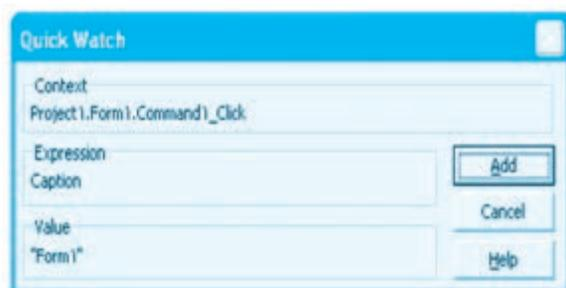 Quick Watch
Context
Project1.Form1.Command1_Click
Expression
Caption
Add
Cancel
Value
"Form1"
Help